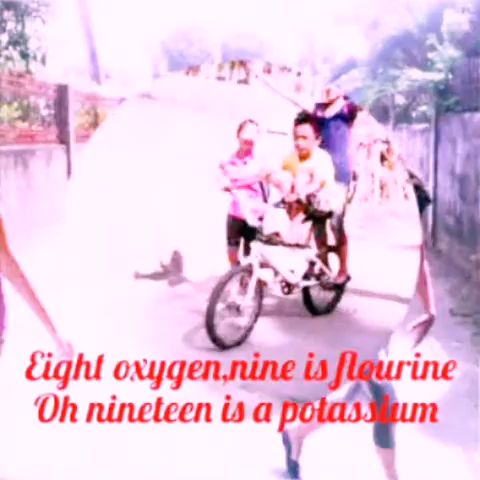 Eight oxygen,nine is flourine
Oh nineteen is a potassium